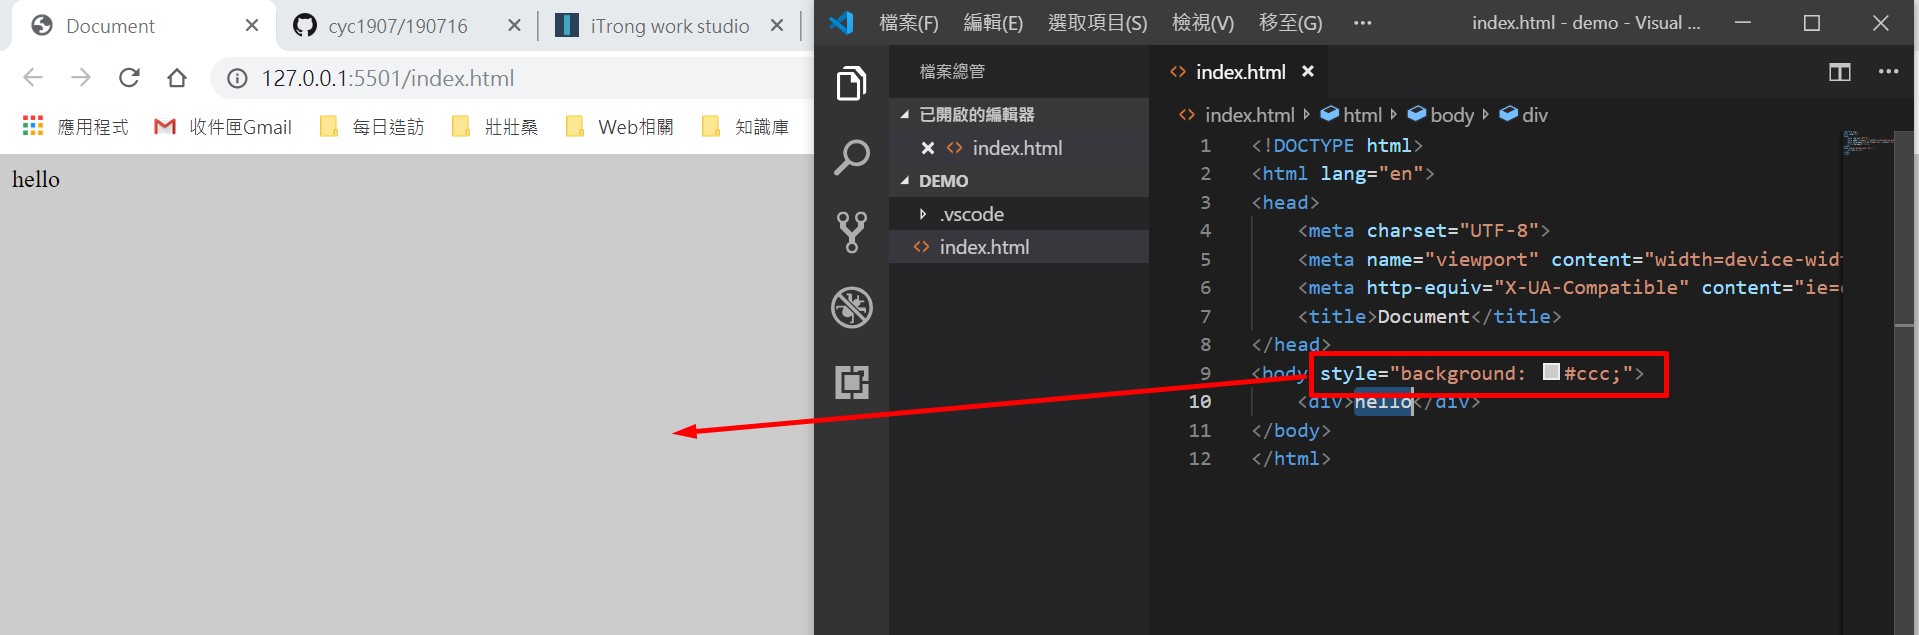 Document
cyc1907/190716
iTrong work studio
127.0.0.1:5501/index.html
應用程式
收件匣Gmail
每日造訪
壯壯桑
Web相關
知識庫
hello
檔案(F) 編輯(E) 選取項目(S) 檢視(V) 移至(G) ··· index.html - demo - Visual ...
檔案總管
已開啟的編輯器
index.html
DEMO
.vscode
index.html
index.html
index.html html body div
1 <!DOCTYPE html>
2 <html lang="en">
3 <head>
4 <meta charset="UTF-8">
5 <meta name="viewport" content="width=device-wid
6 <meta http-equiv="X-UA-Compatible" content="ie=
7 <title>Document</title>
8 </head>
9 <body style="background: #ccc;">
10 <div>hello</div>
11 </body>
12 </html>